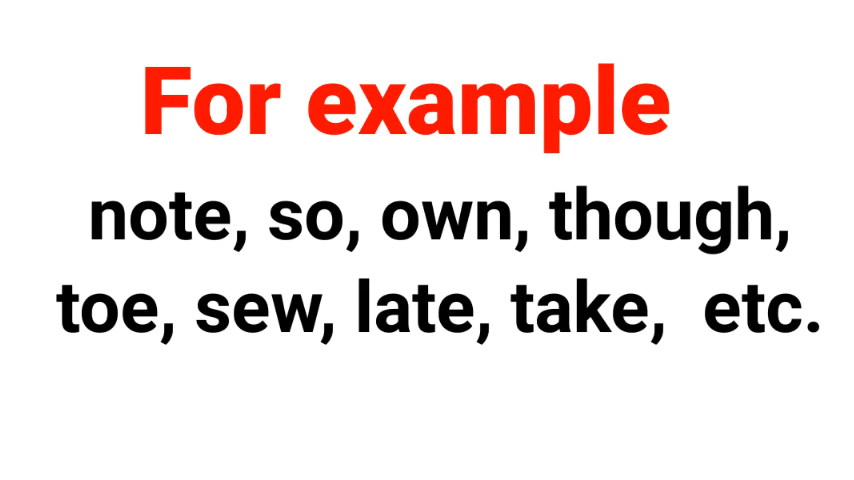 For example
note, so, own, though,
toe, sew, late, take,  etc.